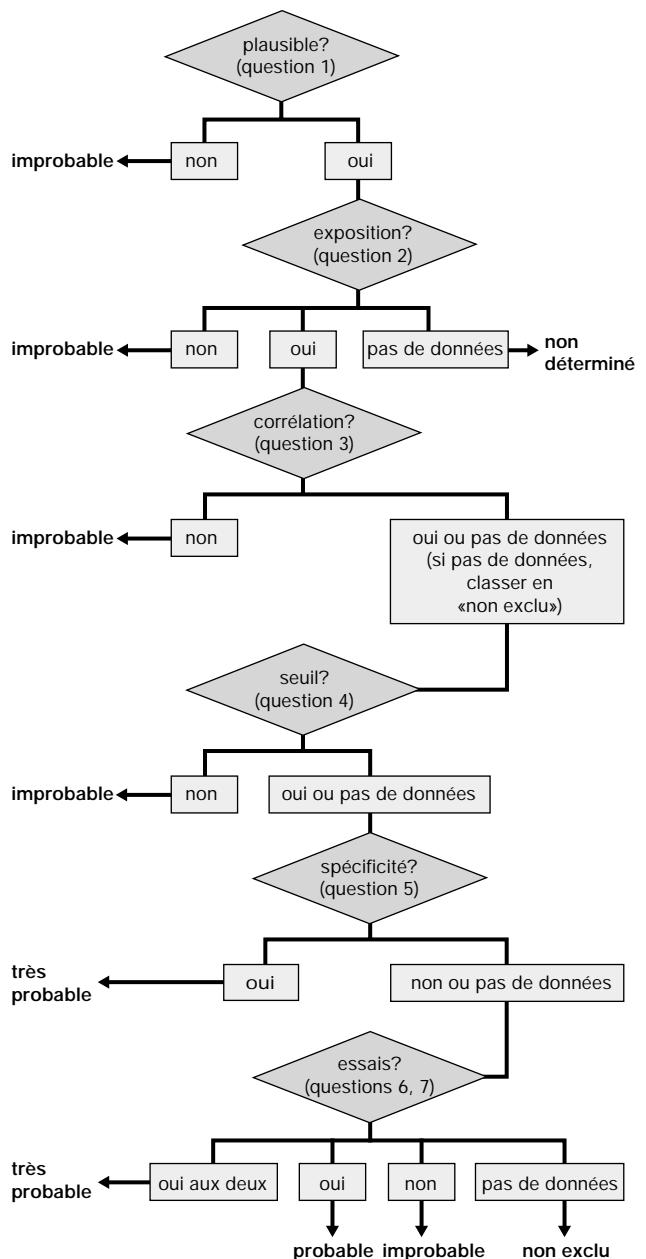 plausible?
(question 1)
improbable
non
oui
exposition?
(question 2)
improbable
non
oui
pas de données
non
déterminé
corrélation?
(question 3)
improbable
non
oui ou pas de données
(si pas de données,
classer en
«non exclu»)
seuil?
(question 4)
improbable
non
oui ou pas de données
spécificité?
(question 5)
très
probable
oui
non ou pas de données
essais?
(questions 6, 7)
très
probable
oui aux deux
oui
non
pas de données
probable
improbable
non exclu